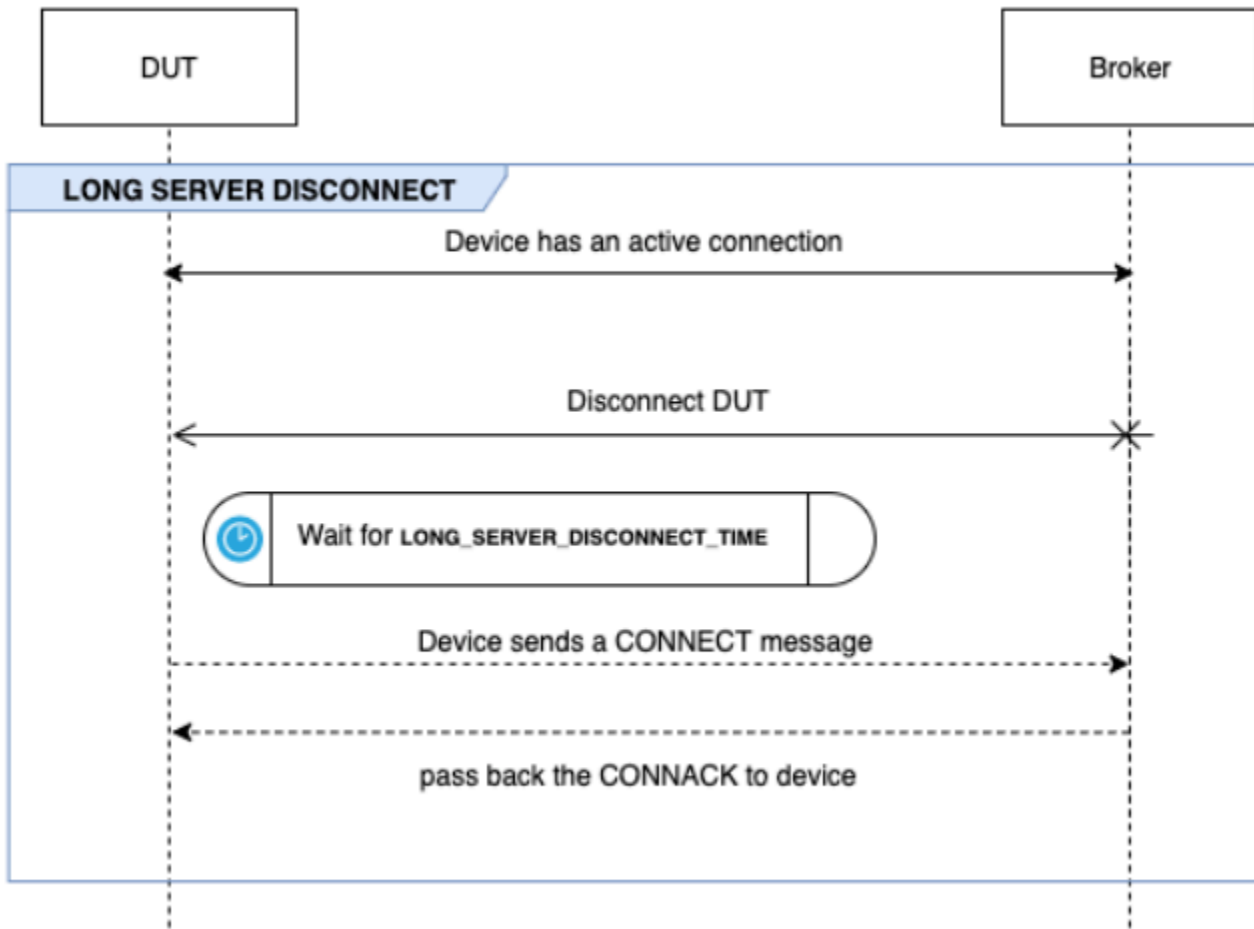 DUT
Broker
LONG SERVER DISCONNECT
Device has an active connection
Disconnect DUT
Wait for LONG_SERVER_DISCONNECT_TIME
Device sends a CONNECT message
pass back the CONNACK to device